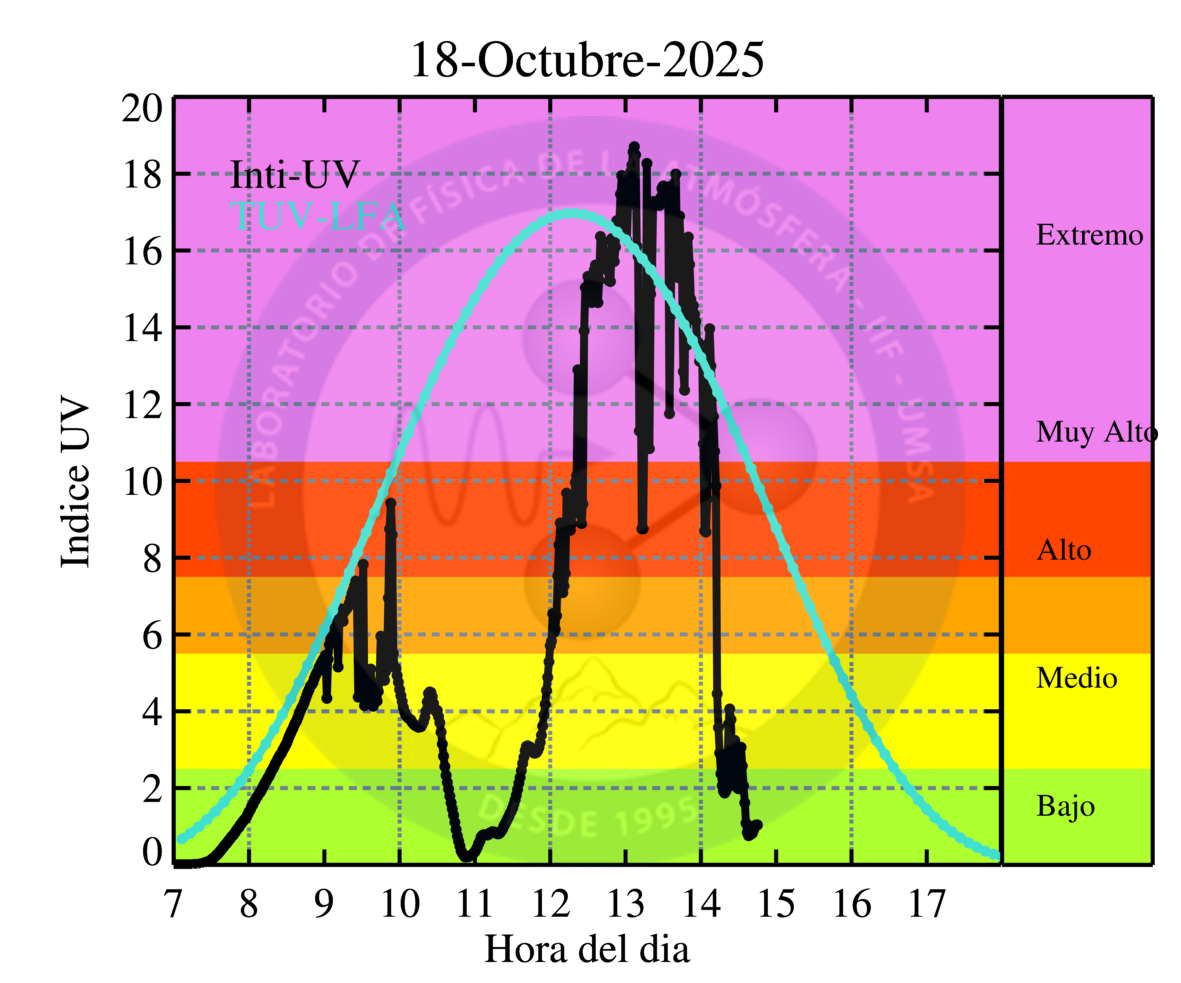 18-Octubre-2025
Inti-UV
TUV-LFA
Indice UV
20
18
16
14
12
10
8
6
4
2
0
7 8 9 10 11 12 13 14 15 16 17
Hora del dia
Extremo
Muy Alto
Alto
Medio
Bajo
LABORATORIO DE FÍSICA DE LA ATMÓSFERA - IIF - UMSA
DESDE 1995